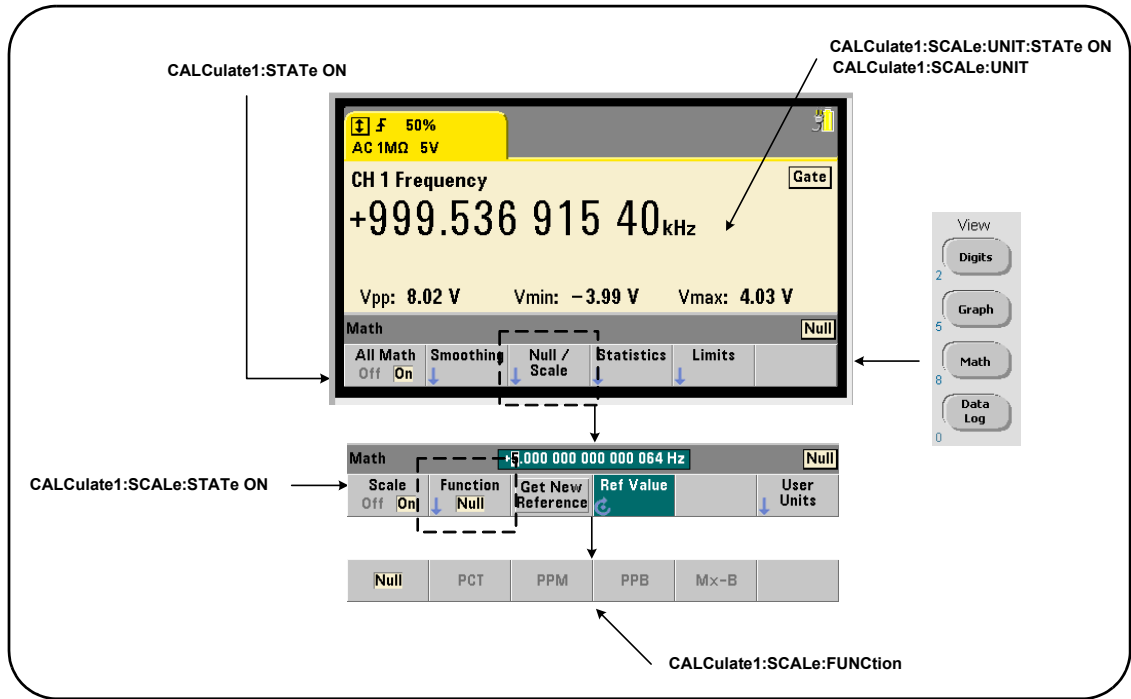 CALCulate1:STATe ON
CALCulate1:SCALe:UNIT:STATe ON
CALCulate1:SCALe:UNIT
50%
AC 1MΩ 5V
CH 1 Frequency
Gate
+999.536 915 40kHz
Vpp: 8.02 V Vmin: −3.99 V Vmax: 4.03 V
Math Null
All Math Smoothing Null / Statistics Limits
Off On Scale
View
Digits
2
Graph
5
Math
8
Data
Log
0
Math .000 000 000 000 064 Hz Null
CALCulate1:SCALe:STATe ON
Scale Function Get New Ref Value User
Off On Null Reference Units
Null PCT PPM PPB Mx-B
CALCulate1:SCALe:FUNCtion